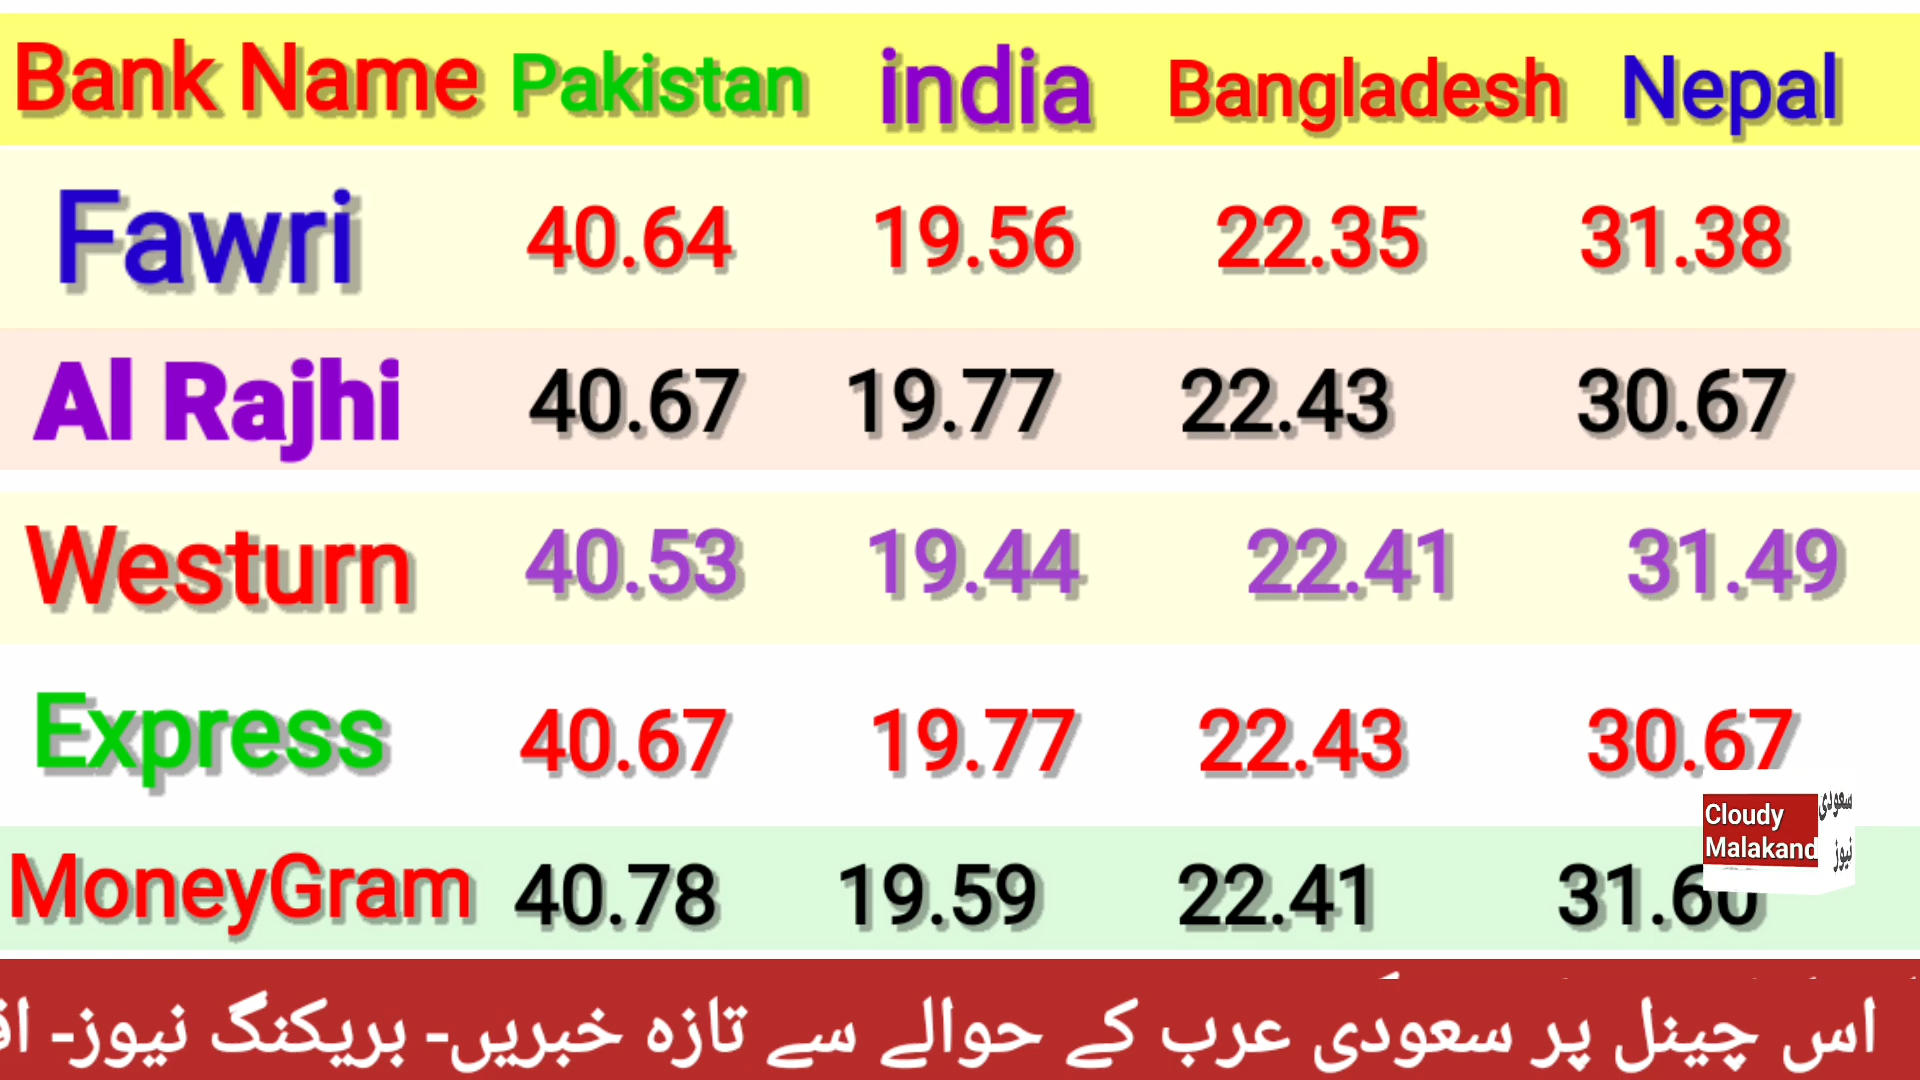 Bank Name Pakistan india Bangladesh Nepal
Fawri 40.64 19.56 22.35 31.38
Al Rajhi 40.67 19.77 22.43 30.67
Westurn 40.53 19.44 22.41 31.49
Express 40.67 19.77 22.43 30.67
MoneyGram 40.78 19.59 22.41 31.60
Cloudy
Malakand
سعودی
نیوز
اس چینل پر سعودی عرب کے حوالے سے تازہ خبریں- بریکنگ نیوز-